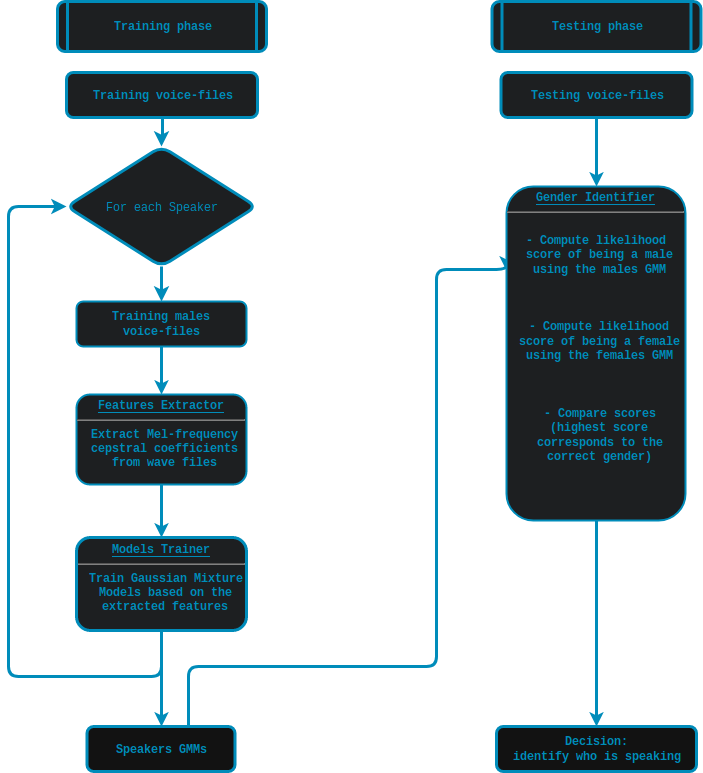 Training phase
Training voice-files
For each Speaker
Training males
voice-files
Features Extractor
Extract Mel-frequency
cepstral coefficients
from wave files
Models Trainer
Train Gaussian Mixture
Models based on the
extracted features
Speakers GMMs
Testing phase
Testing voice-files
Gender Identifier
- Compute likelihood
score of being a male
using the males GMM
- Compute likelihood
score of being a female
using the females GMM
- Compare scores
(highest score
corresponds to the
correct gender)
Decision:
identify who is speaking